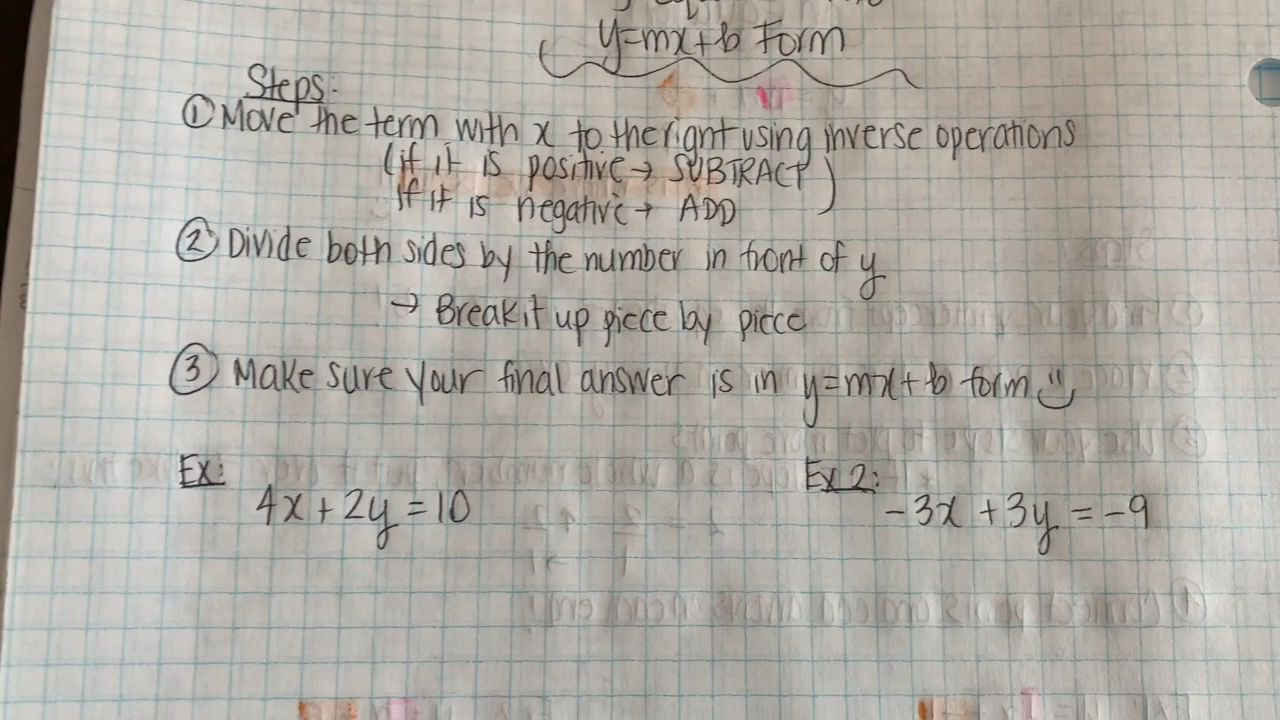 y=mx+b Form
Steps:
① Move the term with x to the right using inverse operations
(if it is positive → SUBTRACT
if it is negative → ADD)
② Divide both sides by the number in front of y
→ Break it up piece by piece
③ Make sure your final answer is in y=mx+b form
Ex:
4x+2y=10
Ex 2:
-3x+3y=-9